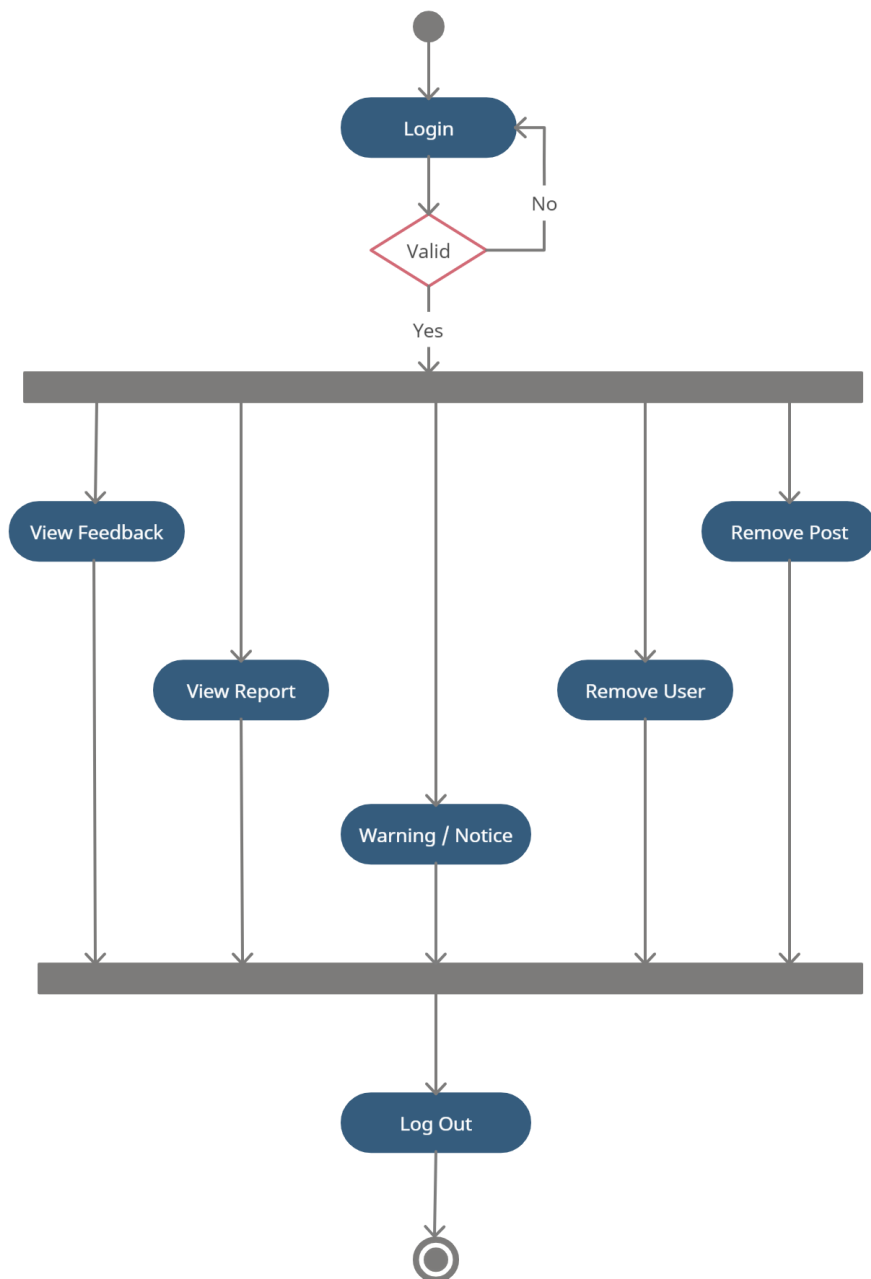 Login
No
Valid
Yes
View Feedback
Remove Post
View Report
Remove User
Warning / Notice
Log Out